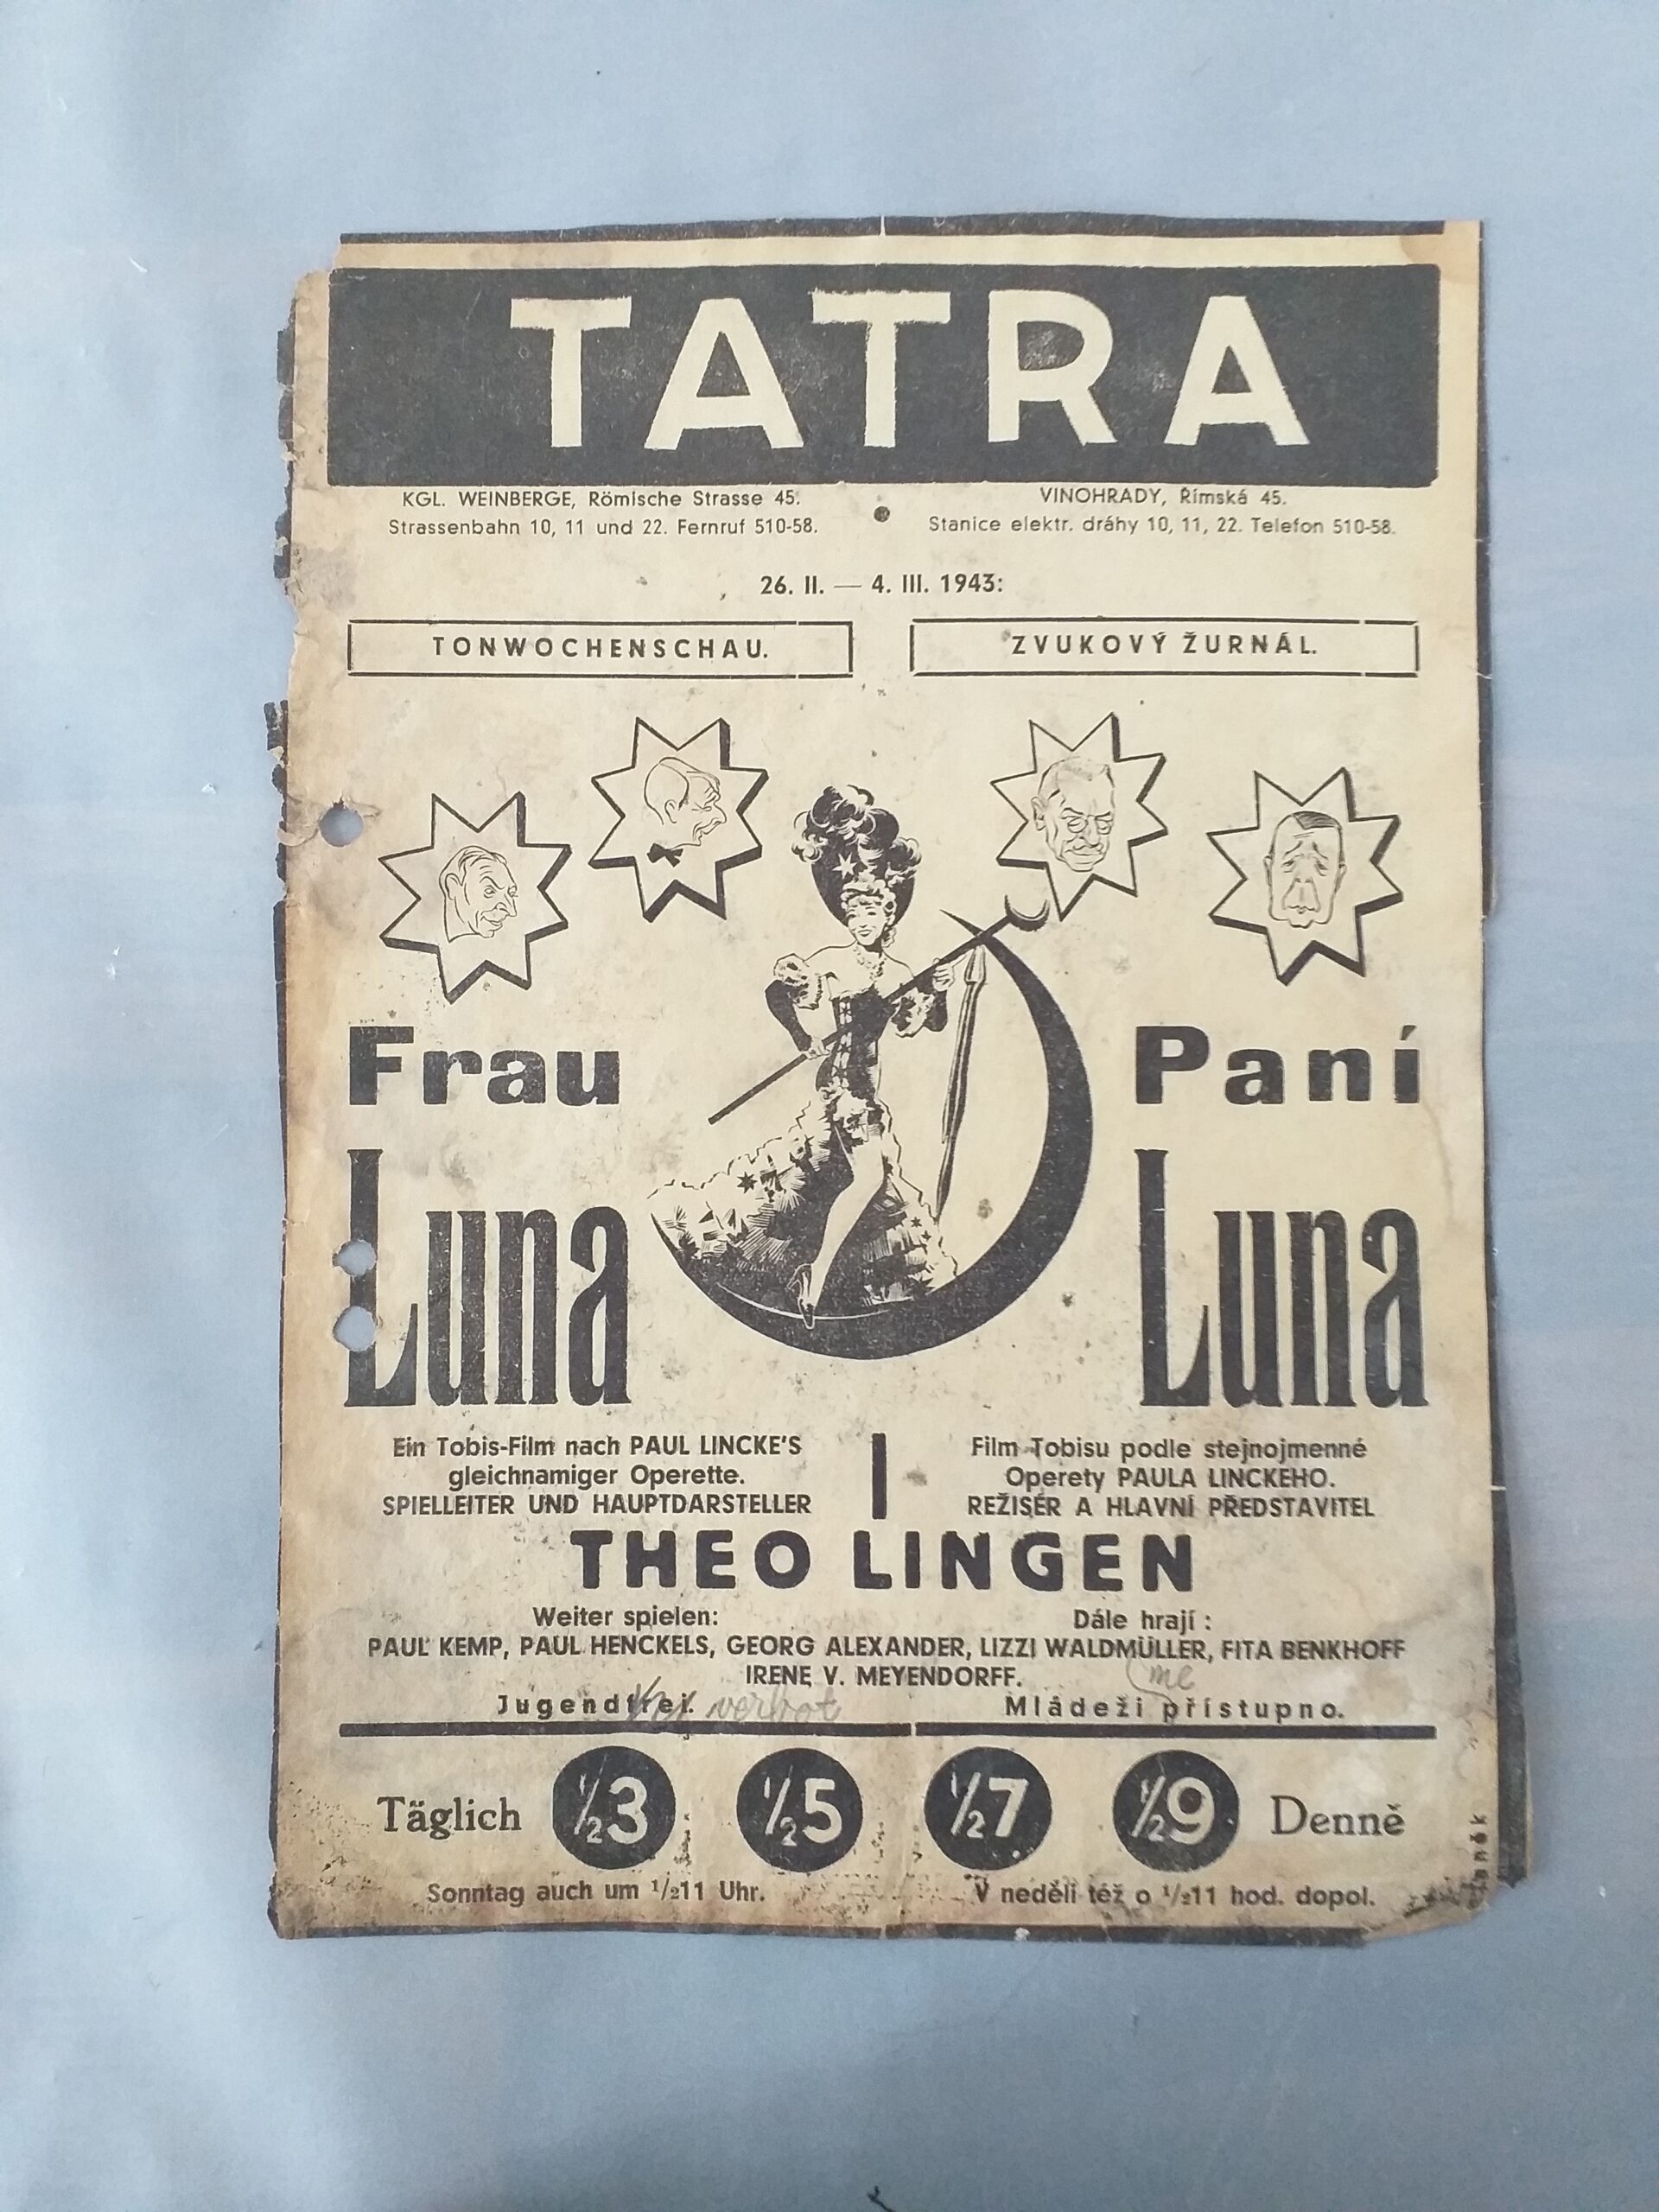 TATRA
KGL. WEINBERGE, Römische Strasse 45.
Strassenbahn 10, 11 und 22. Fernruf 510-58.
VINOHRADY, Římská 45.
Stanice elektr. dráhy 10, 11, 22. Telefon 510-58.
26. II. — 4. III. 1943:
TONWOCHENSCHAU.
ZVUKOVÝ ŽURNÁL.
Frau
Luna
Paní
Luna
Ein Tobis-Film nach PAUL LINCKE'S
gleichnamiger Operette.
SPIELLEITER UND HAUPTDARSTELLER
Film Tobisu podle stejnojmenné
Operety PAULA LINCKEHO.
REŽISÉR A HLAVNÍ PŘEDSTAVITEL
THEO LINGEN
Weiter spielen:
Dále hrají :
PAUL KEMP, PAUL HENCKELS, GEORG ALEXANDER, LIZZI WALDMÜLLER, FITA BENKHOFF
IRENE V. MEYENDORFF.
Jugendfrei. verbot
ne
Mládeži přístupno.
Täglich ½3 ½5 ½7 ½9 Denně
Sonntag auch um ½11 Uhr.
V neděli též o ½11 hod. dopol.